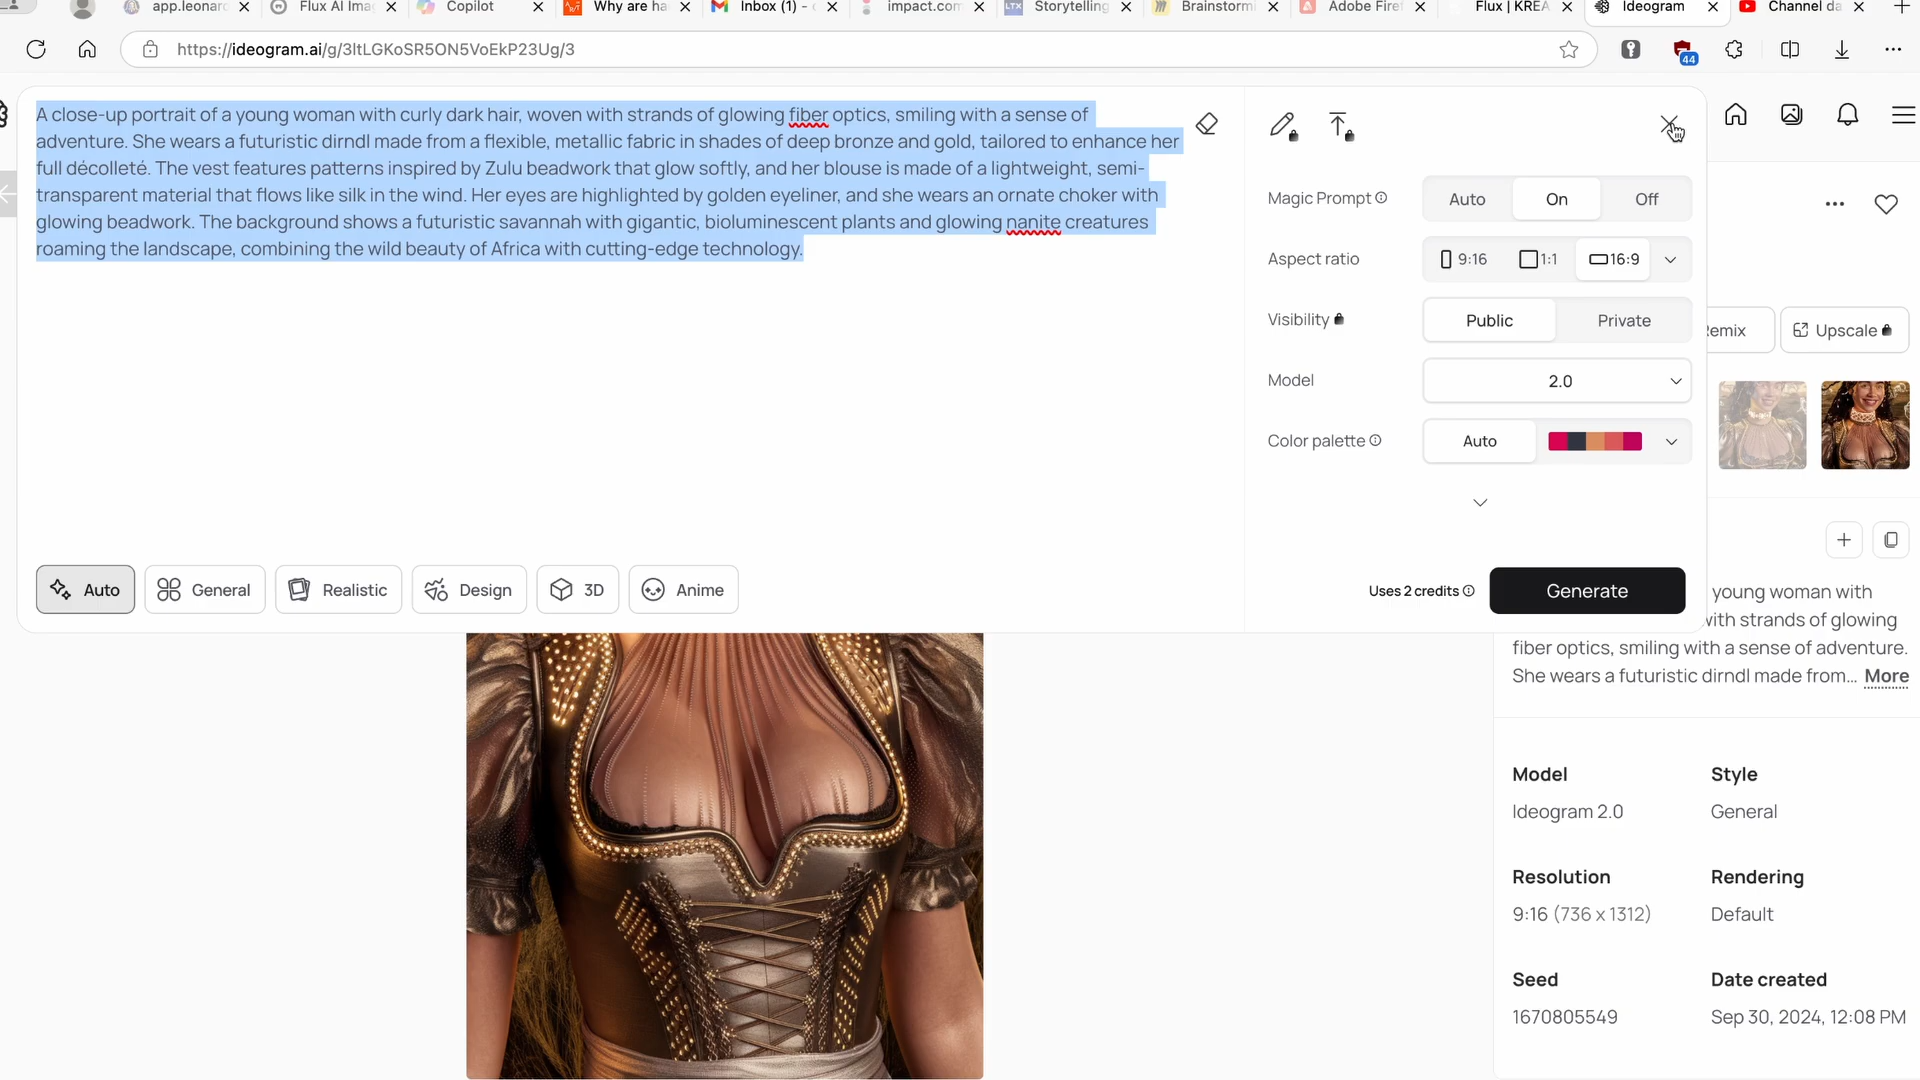 app.leonard
Flux AI Imag
Copilot
Why are ha
Inbox (1) -
impact.com
LTX
Storytelling
Brainstormi
Adobe Firef
Flux | KREA
Ideogram
Channel da
https://ideogram.ai/g/3ltLGKoSR5ON5VoEkP23Ug/3
44
A close-up portrait of a young woman with curly dark hair, woven with strands of glowing fiber optics, smiling with a sense of
adventure. She wears a futuristic dirndl made from a flexible, metallic fabric in shades of deep bronze and gold, tailored to enhance her
full décolleté. The vest features patterns inspired by Zulu beadwork that glow softly, and her blouse is made of a lightweight, semi-
transparent material that flows like silk in the wind. Her eyes are highlighted by golden eyeliner, and she wears an ornate choker with
glowing beadwork. The background shows a futuristic savannah with gigantic, bioluminescent plants and glowing nanite creatures
roaming the landscape, combining the wild beauty of Africa with cutting-edge technology.
Magic Prompt
Auto
On
Off
Aspect ratio
9:16
1:1
16:9
Visibility
Public
Private
Model
2.0
Color palette
Auto
Auto
General
Realistic
Design
3D
Anime
Uses 2 credits
Generate
emix
Upscale
young woman with
with strands of glowing
fiber optics, smiling with a sense of adventure.
She wears a futuristic dirndl made from... More
Model
Style
Ideogram 2.0
General
Resolution
Rendering
9:16 (736 x 1312)
Default
Seed
Date created
1670805549
Sep 30, 2024, 12:08 PM